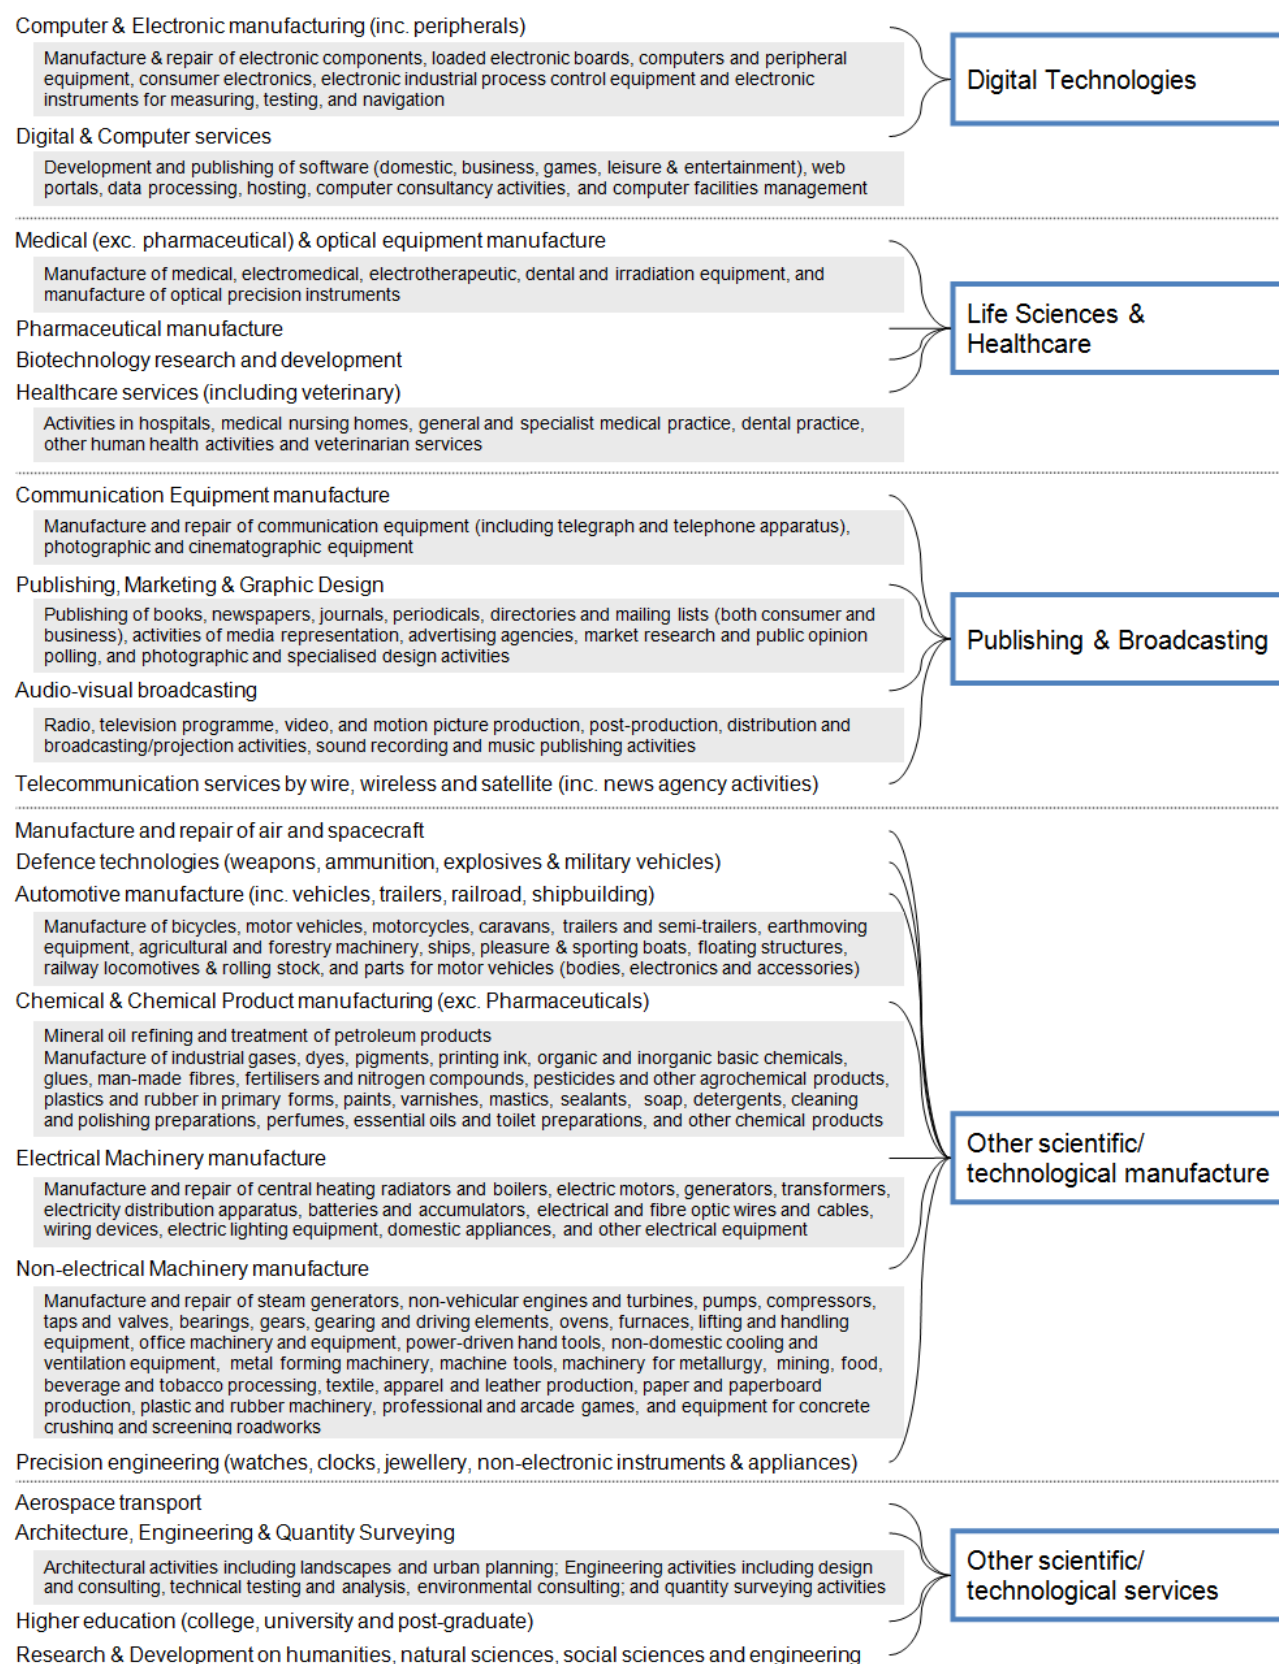 Computer & Electronic manufacturing (inc. peripherals)
Manufacture & repair of electronic components, loaded electronic boards, computers and peripheral
equipment, consumer electronics, electronic industrial process control equipment and electronic
instruments for measuring, testing, and navigation
Digital Technologies
Digital & Computer services
Development and publishing of software (domestic, business, games, leisure & entertainment), web
portals, data processing, hosting, computer consultancy activities, and computer facilities management
Medical (exc. pharmaceutical) & optical equipment manufacture
Manufacture of medical, electromedical, electrotherapeutic, dental and irradiation equipment, and
manufacture of optical precision instruments
Pharmaceutical manufacture
Biotechnology research and development
Healthcare services (including veterinary)
Activities in hospitals, medical nursing homes, general and specialist medical practice, dental practice,
other human health activities and veterinarian services
Life Sciences &
Healthcare
Communication Equipment manufacture
Manufacture and repair of communication equipment (including telegraph and telephone apparatus),
photographic and cinematographic equipment
Publishing, Marketing & Graphic Design
Publishing of books, newspapers, journals, periodicals, directories and mailing lists (both consumer and
business), activities of media representation, advertising agencies, market research and public opinion
polling, and photographic and specialised design activities
Publishing & Broadcasting
Audio-visual broadcasting
Radio, television programme, video, and motion picture production, post-production, distribution and
broadcasting/projection activities, sound recording and music publishing activities
Telecommunication services by wire, wireless and satellite (inc. news agency activities)
Manufacture and repair of air and spacecraft
Defence technologies (weapons, ammunition, explosives & military vehicles)
Automotive manufacture (inc. vehicles, trailers, railroad, shipbuilding)
Manufacture of bicycles, motor vehicles, motorcycles, caravans, trailers and semi-trailers, earthmoving
equipment, agricultural and forestry machinery, ships, pleasure & sporting boats, floating structures,
railway locomotives & rolling stock, and parts for motor vehicles (bodies, electronics and accessories)
Chemical & Chemical Product manufacturing (exc. Pharmaceuticals)
Mineral oil refining and treatment of petroleum products
Manufacture of industrial gases, dyes, pigments, printing ink, organic and inorganic basic chemicals,
glues, man-made fibres, fertilisers and nitrogen compounds, pesticides and other agrochemical products,
plastics and rubber in primary forms, paints, varnishes, mastics, sealants, soap, detergents, cleaning
and polishing preparations, perfumes, essential oils and toilet preparations, and other chemical products
Other scientific/
technological manufacture
Electrical Machinery manufacture
Manufacture and repair of central heating radiators and boilers, electric motors, generators, transformers,
electricity distribution apparatus, batteries and accumulators, electrical and fibre optic wires and cables,
wiring devices, electric lighting equipment, domestic appliances, and other electrical equipment
Non-electrical Machinery manufacture
Manufacture and repair of steam generators, non-vehicular engines and turbines, pumps, compressors,
taps and valves, bearings, gears, gearing and driving elements, ovens, furnaces, lifting and handling
equipment, office machinery and equipment, power-driven hand tools, non-domestic cooling and
ventilation equipment, metal forming machinery, machine tools, machinery for metallurgy, mining, food,
beverage and tobacco processing, textile, apparel and leather production, paper and paperboard
production, plastic and rubber machinery, professional and arcade games, and equipment for concrete
crushing and screening roadworks
Precision engineering (watches, clocks, jewellery, non-electronic instruments & appliances)
Aerospace transport
Architecture, Engineering & Quantity Surveying
Architectural activities including landscapes and urban planning; Engineering activities including design
and consulting, technical testing and analysis, environmental consulting; and quantity surveying activities
Other scientific/
technological services
Higher education (college, university and post-graduate)
Research & Development on humanities, natural sciences, social sciences and engineering